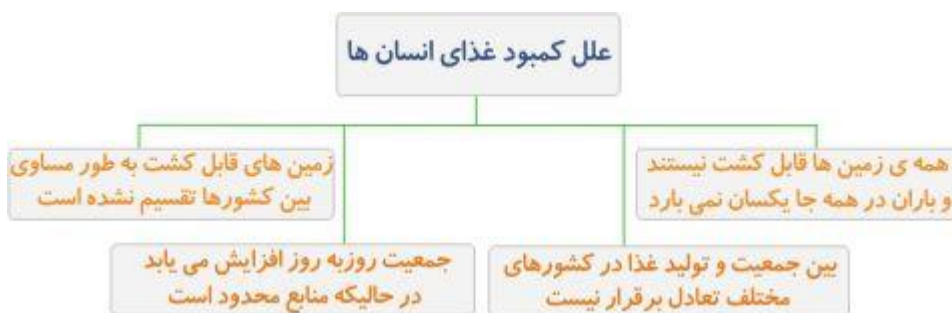 علل کمبود غذای انسان ها
همه ی زمین ها قابل کشت نیستند
و باران در همه جا یکسان نمی بارد
زمین های قابل کشت به طور مساوی
بین کشورها تقسیم نشده است
بین جمعیت و تولید غذا در کشورهای
مختلف تعادل برقرار نیست
جمعیت روزبه روز افزایش می یابد
در حالیکه منابع محدود است